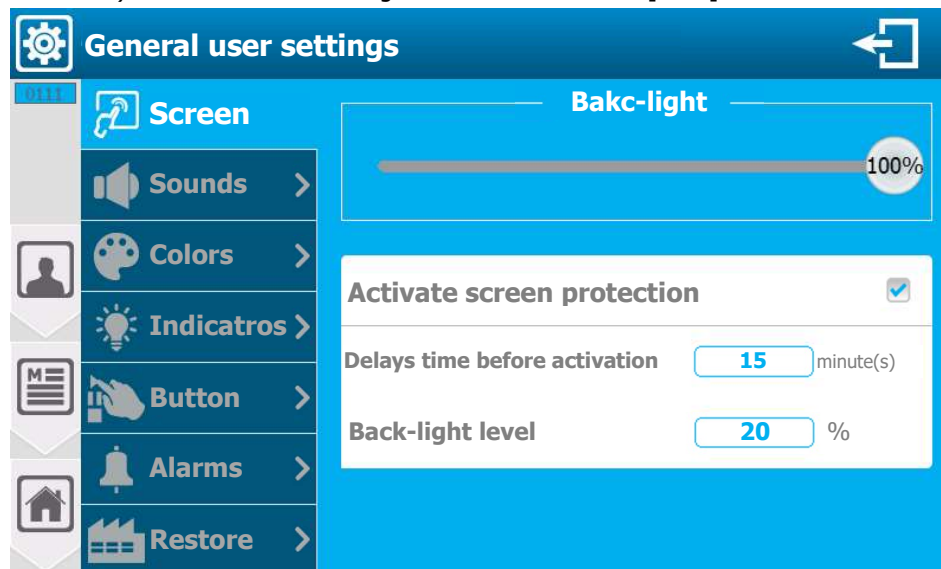 General user settings
0111
Screen
Sounds
Colors
Indicatros
Button
Alarms
Restore
Bakc-light
100%
Activate screen protection
Delays time before activation 15 minute(s)
Back-light level 20 %
M